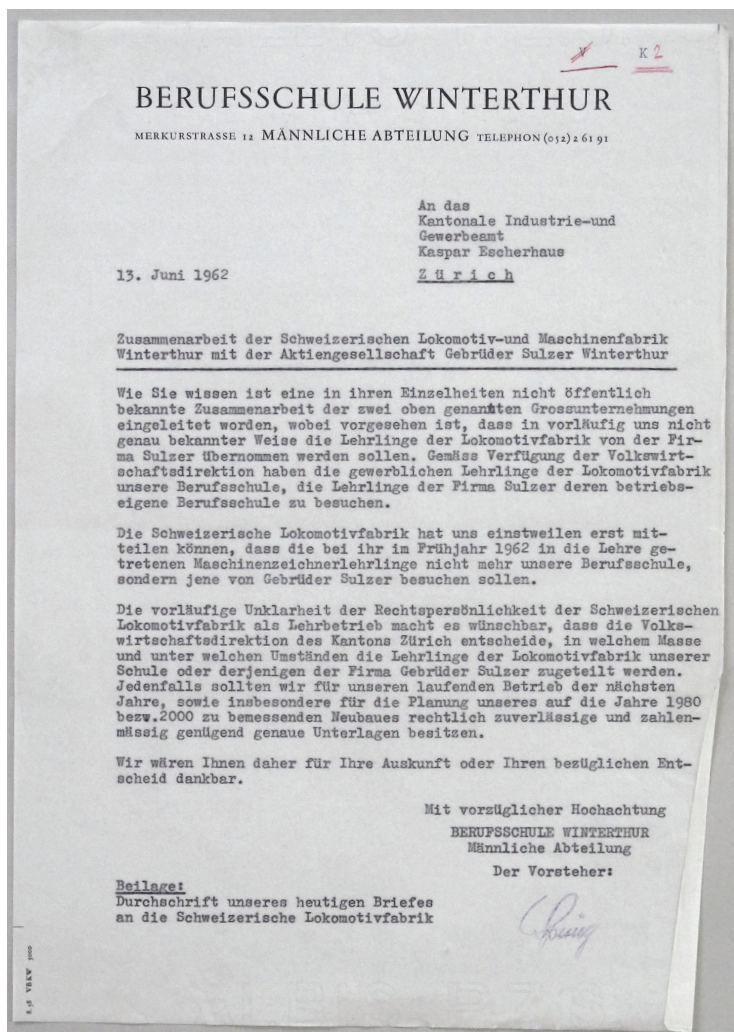 K 2
BERUFSSCHULE WINTERTHUR
MERKURSTRASSE 12 MÄNNLICHE ABTEILUNG TELEPHON (052) 2 61 91
An das
Kantonale Industrie-und
Gewerbeamt
Kaspar Escherhaus
13. Juni 1962
Z ü r i c h
Zusammenarbeit der Schweizerischen Lokomotiv-und Maschinenfabrik
Winterthur mit der Aktiengesellschaft Gebrüder Sulzer Winterthur
Wie Sie wissen ist eine in ihren Einzelheiten nicht öffentlich
bekannte Zusammenarbeit der zwei oben genannten Grossunternehmungen
eingeleitet worden, wobei vorgesehen ist, dass in vorläufig uns nicht
genau bekannter Weise die Lehrlinge der Lokomotivfabrik von der Fir-
ma Sulzer übernommen werden sollen. Gemäss Verfügung der Volkswirt-
schaftsdirektion haben die gewerblichen Lehrlinge der Lokomotivfabrik
unsere Berufsschule, die Lehrlinge der Firma Sulzer deren betriebs-
eigene Berufsschule zu besuchen.
Die Schweizerische Lokomotivfabrik hat uns einstweilen erst mit-
teilen können, dass die bei ihr im Frühjahr 1962 in die Lehre ge-
tretenen Maschinenzeichnerlehrlinge nicht mehr unsere Berufsschule,
sondern jene von Gebrüder Sulzer besuchen sollen.
Die vorläufige Unklarheit der Rechtspersönlichkeit der Schweizerischen
Lokomotivfabrik als Lehrbetrieb macht es wünschbar, dass die Volks-
wirtschaftsdirektion des Kantons Zürich entscheide, in welchem Masse
und unter welchen Umständen die Lehrlinge der Lokomotivfabrik unserer
Schule oder derjenigen der Firma Gebrüder Sulzer zugeteilt werden.
Jedenfalls sollten wir für unseren laufenden Betrieb der nächsten
Jahre, sowie insbesondere für die Planung unseres auf die Jahre 1980
bezw.2000 zu bemessenden Neubaues rechtlich zuverlässige und zahlen-
mässig genügend genaue Unterlagen besitzen.
Wir wären Ihnen daher für Ihre Auskunft oder Ihren bezüglichen Ent-
scheid dankbar.
Mit vorzüglicher Hochachtung
BERUFSSCHULE WINTERTHUR
Männliche Abteilung
Der Vorsteher:
Beilage:
Durchschrift unseres heutigen Briefes
an die Schweizerische Lokomotivfabrik
8. 58 VBKW 5000